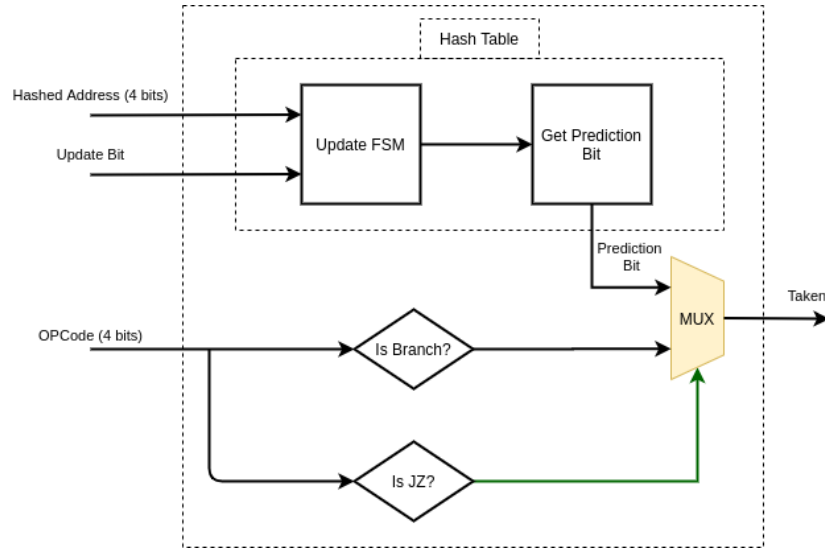 Hash Table
Hashed Address (4 bits)
Update Bit
Update FSM
Get Prediction
Bit
Prediction
Bit
Taken
MUX
OPCode (4 bits)
Is Branch?
Is JZ?